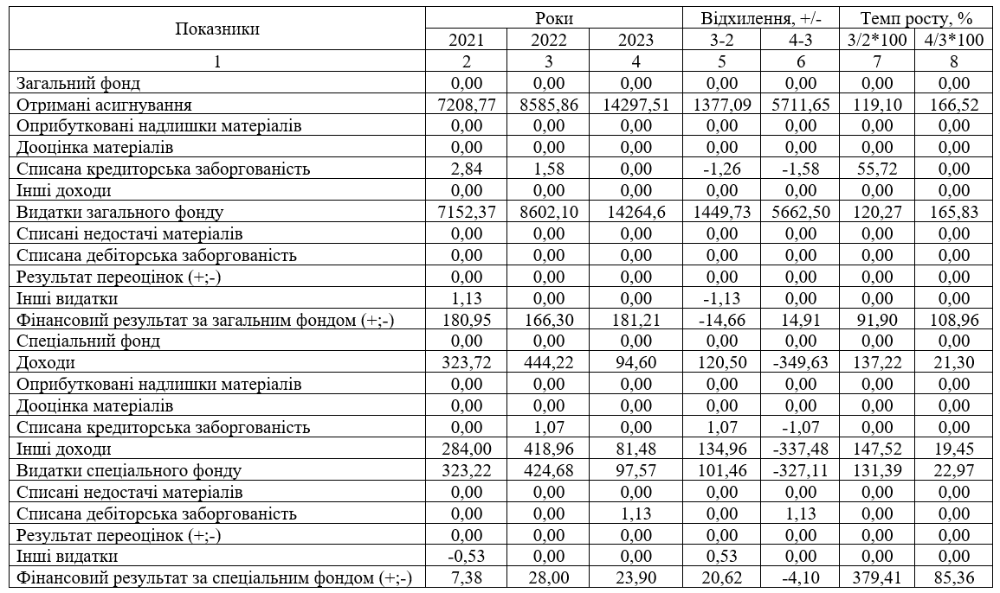 Показники Роки Відхилення, +/- Темп росту, %
2021 2022 2023 3-2 4-3 3/2*100 4/3*100
1 2 3 4 5 6 7 8
Загальний фонд 0,00 0,00 0,00 0,00 0,00 0,00 0,00
Отримані асигнування 7208,77 8585,86 14297,51 1377,09 5711,65 119,10 166,52
Оприбутковані надлишки матеріалів 0,00 0,00 0,00 0,00 0,00 0,00 0,00
Дооцінка матеріалів 0,00 0,00 0,00 0,00 0,00 0,00 0,00
Списана кредиторська заборгованість 2,84 1,58 0,00 -1,26 -1,58 55,72 0,00
Інші доходи 0,00 0,00 0,00 0,00 0,00 0,00 0,00
Видатки загального фонду 7152,37 8602,10 14264,6 1449,73 5662,50 120,27 165,83
Списані недостачі матеріалів 0,00 0,00 0,00 0,00 0,00 0,00 0,00
Списана дебіторська заборгованість 0,00 0,00 0,00 0,00 0,00 0,00 0,00
Результат переоцінок (+;-) 0,00 0,00 0,00 0,00 0,00 0,00 0,00
Інші видатки 1,13 0,00 0,00 -1,13 0,00 0,00 0,00
Фінансовий результат за загальним фондом (+;-) 180,95 166,30 181,21 -14,66 14,91 91,90 108,96
Спеціальний фонд 0,00 0,00 0,00 0,00 0,00 0,00 0,00
Доходи 323,72 444,22 94,60 120,50 -349,63 137,22 21,30
Оприбутковані надлишки матеріалів 0,00 0,00 0,00 0,00 0,00 0,00 0,00
Дооцінка матеріалів 0,00 0,00 0,00 0,00 0,00 0,00 0,00
Списана кредиторська заборгованість 0,00 1,07 0,00 1,07 -1,07 0,00 0,00
Інші доходи 284,00 418,96 81,48 134,96 -337,48 147,52 19,45
Видатки спеціального фонду 323,22 424,68 97,57 101,46 -327,11 131,39 22,97
Списані недостачі матеріалів 0,00 0,00 0,00 0,00 0,00 0,00 0,00
Списана дебіторська заборгованість 0,00 0,00 1,13 0,00 1,13 0,00 0,00
Результат переоцінок (+;-) 0,00 0,00 0,00 0,00 0,00 0,00 0,00
Інші видатки -0,53 0,00 0,00 0,53 0,00 0,00 0,00
Фінансовий результат за спеціальним фондом (+;-) 7,38 28,00 23,90 20,62 -4,10 379,41 85,36